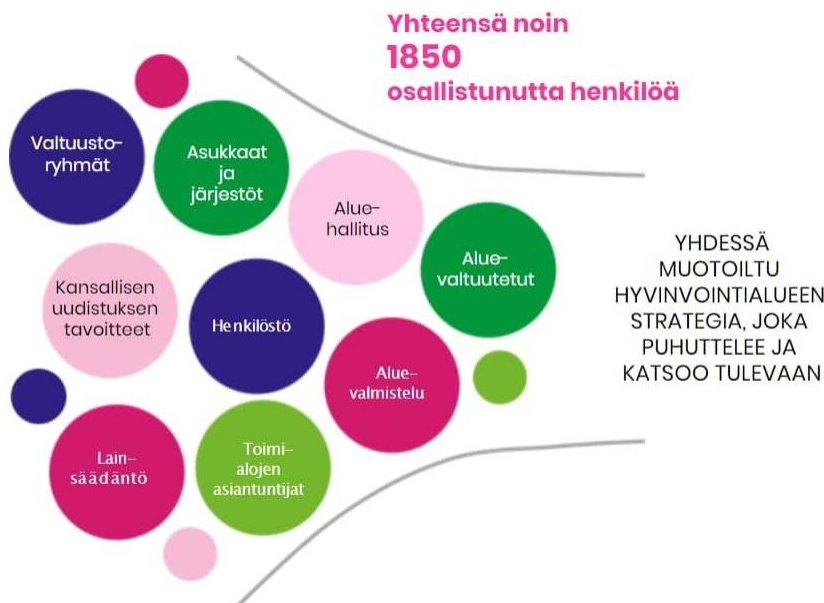 Yhteensä noin
1850
osallistunutta henkilöä
Valtuusto-
ryhmät
Asukkaat
ja
järjestöt
Alue-
hallitus
Alue-
valtuutetut
Kansallisen
uudistuksen
tavoitteet
Henkilöstö
Alue-
valmistelu
Lain-
säädäntö
Toimi-
alojen
asiantuntijat
YHDESSÄ
MUOTOILTU
HYVINVOINTIALUEEN
STRATEGIA, JOKA
PUHUTTELEE JA
KATSOO TULEVAAN